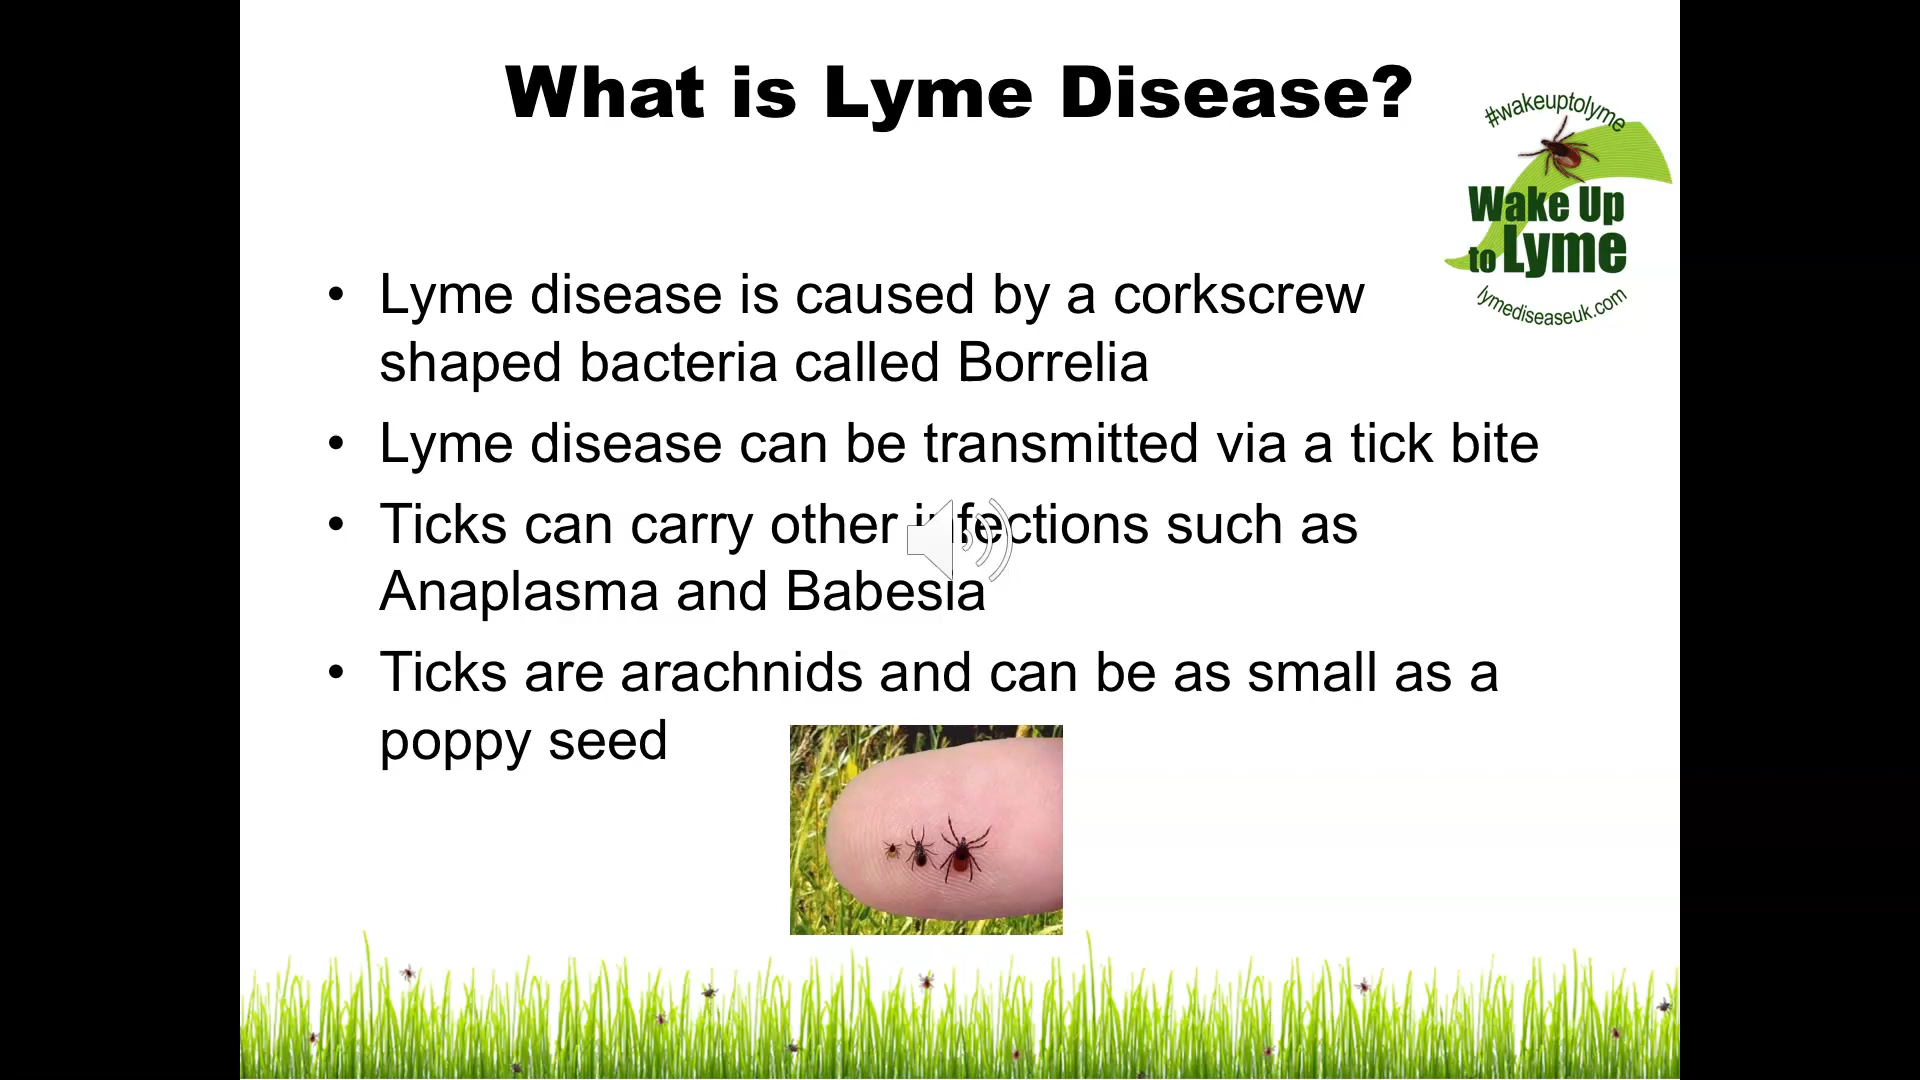 What is Lyme Disease?
#wakeuptolyme
Wake Up
to Lyme
lymediseaseuk.com
• Lyme disease is caused by a corkscrew
shaped bacteria called Borrelia
• Lyme disease can be transmitted via a tick bite
• Ticks can carry other infections such as
Anaplasma and Babesia
• Ticks are arachnids and can be as small as a
poppy seed